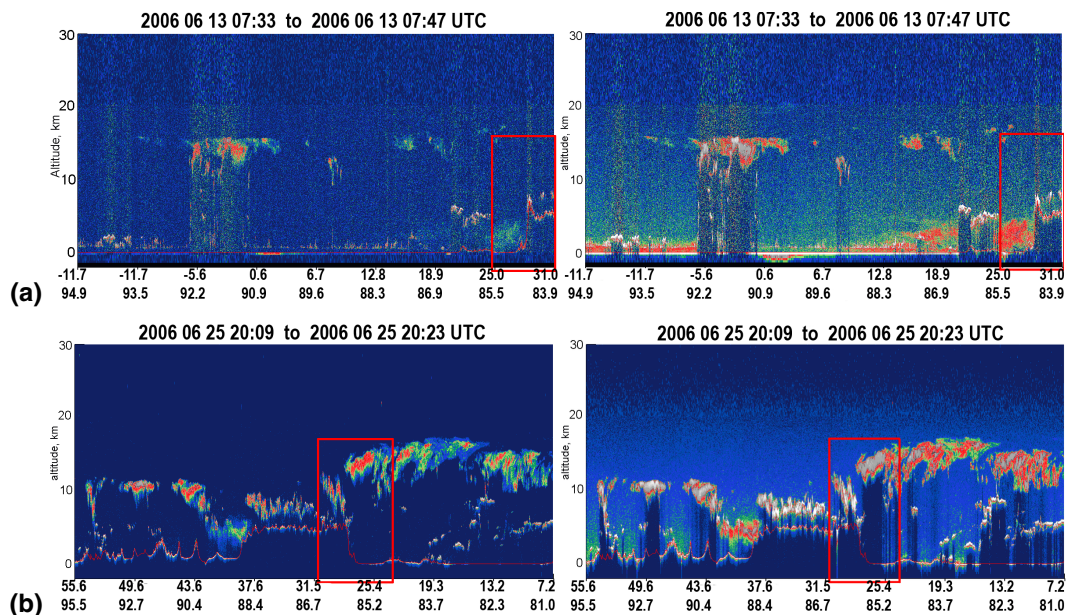 2006 06 13 07:33 to 2006 06 13 07:47 UTC
30
20
10
0
Altitude, km
-11.7 -5.6 0.6 6.7 12.8 18.9 25.0 31.0
94.9 93.5 92.2 90.9 89.6 88.3 86.9 85.5 83.9
2006 06 13 07:33 to 2006 06 13 07:47 UTC
30
20
10
0
altitude, km
-11.7 -5.6 0.6 6.7 12.8 18.9 25.0 31.0
94.9 93.5 92.2 90.9 89.6 88.3 86.9 85.5 83.9
(a)
2006 06 25 20:09 to 2006 06 25 20:23 UTC
30
20
10
0
altitude, km
55.6 49.6 43.6 37.6 31.5 25.4 19.3 13.2 7.2
95.5 92.7 90.4 88.4 86.7 85.2 83.7 82.3 81.0
2006 06 25 20:09 to 2006 06 25 20:23 UTC
30
20
10
0
altitude, km
55.6 49.6 43.6 37.6 31.5 25.4 19.3 13.2 7.2
95.5 92.7 90.4 88.4 86.7 85.2 83.7 82.3 81.0
(b)